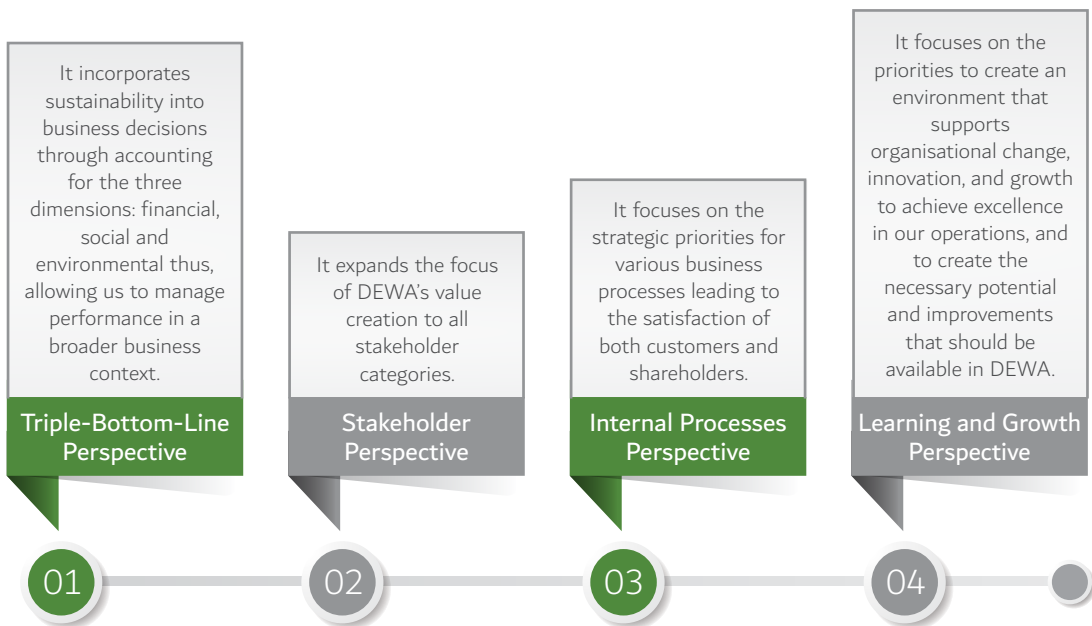 It incorporates
sustainability into
business decisions
through accounting
for the three
dimensions: financial,
social and
environmental thus,
allowing us to manage
performance in a
broader business
context.
Triple-Bottom-Line
Perspective
01
It expands the focus
of DEWA’s value
creation to all
stakeholder
categories.
Stakeholder
Perspective
02
It focuses on the
strategic priorities for
various business
processes leading to
the satisfaction of
both customers and
shareholders.
Internal Processes
Perspective
03
It focuses on the
priorities to create an
environment that
supports
organisational change,
innovation, and growth
to achieve excellence
in our operations, and
to create the
necessary potential
and improvements
that should be
available in DEWA.
Learning and Growth
Perspective
04